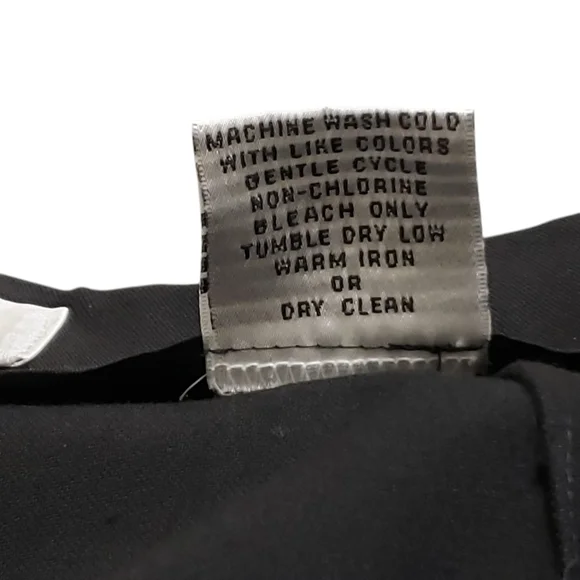 MACHINE WASH COLD
WITH LIKE COLORS
GENTLE CYCLE
NON-CHLORINE
BLEACH ONLY
TUMBLE DRY LOW
WARM IRON
OR
DRY CLEAN